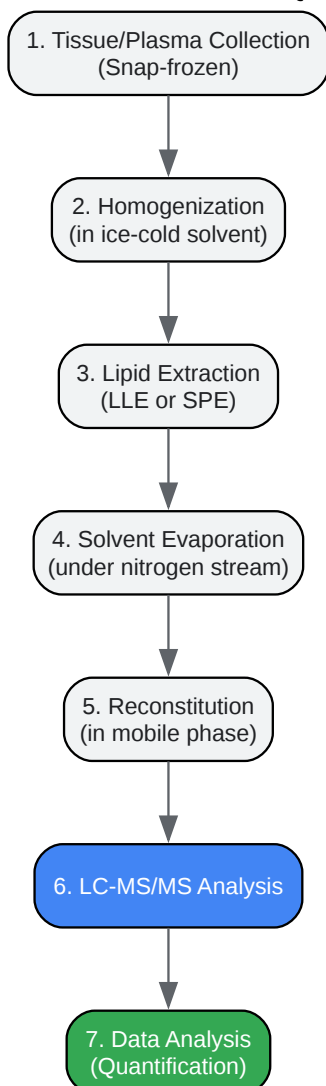 1. Tissue/Plasma Collection
(Snap-frozen)
2. Homogenization
(in ice-cold solvent)
3. Lipid Extraction
(LLE or SPE)
4. Solvent Evaporation
(under nitrogen stream)
5. Reconstitution
(in mobile phase)
6. LC-MS/MS Analysis
7. Data Analysis
(Quantification)